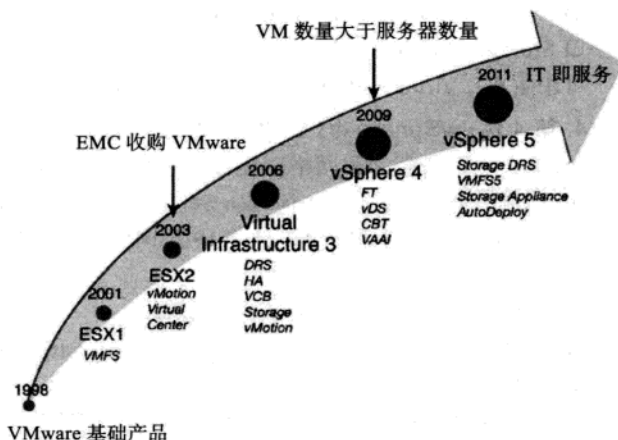 VM 数量大于服务器数量
2011
IT 即服务
2009
vSphere 5
EMC 收购 VMware
2006
vSphere 4
Storage DRS
VMFS5
Storage Appliance
AutoDeploy
FT
vDS
CBT
VAAI
2003
Virtual
Infrastructure 3
DRS
HA
VCB
Storage
vMotion
2001
ESX2
vMotion
Virtual
Center
ESX1
VMFS
1998
VMware 基础产品